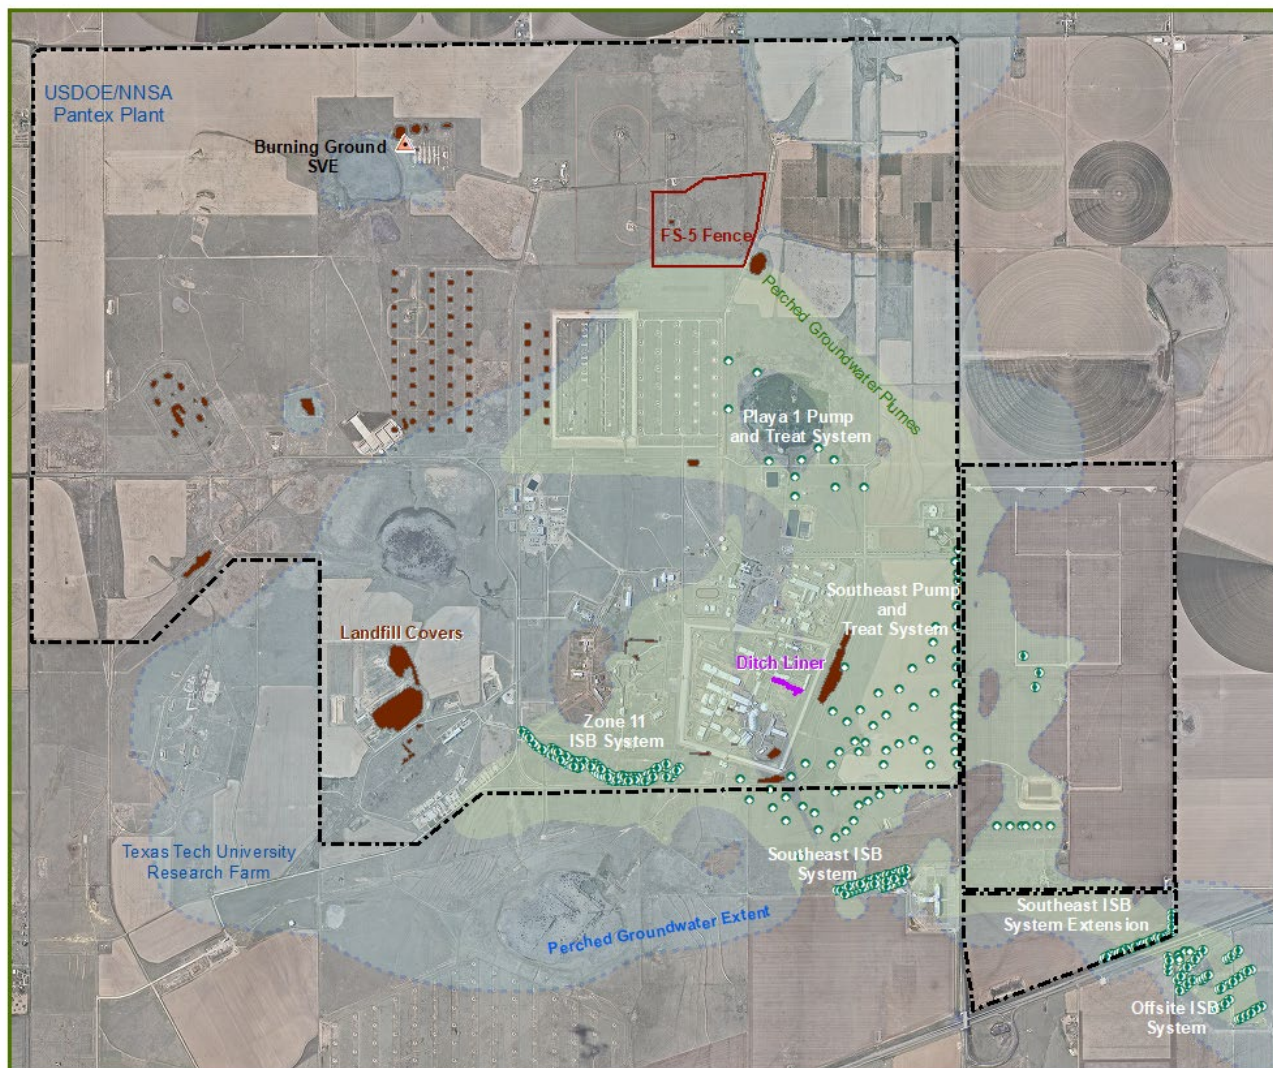 USDOE/NNSA
Pantex Plant
Burning Ground
SVE
FS-5 Fence
Perched Groundwater Plumes
Playa 1 Pump
and Treat System
Southeast Pump
and
Treat System
Landfill Covers
Ditch Liner
Zone 11
ISB System
Texas Tech University
Research Farm
Southeast ISB
System
Perched Groundwater Extent
Southeast ISB
System Extension
Offsite ISB
System